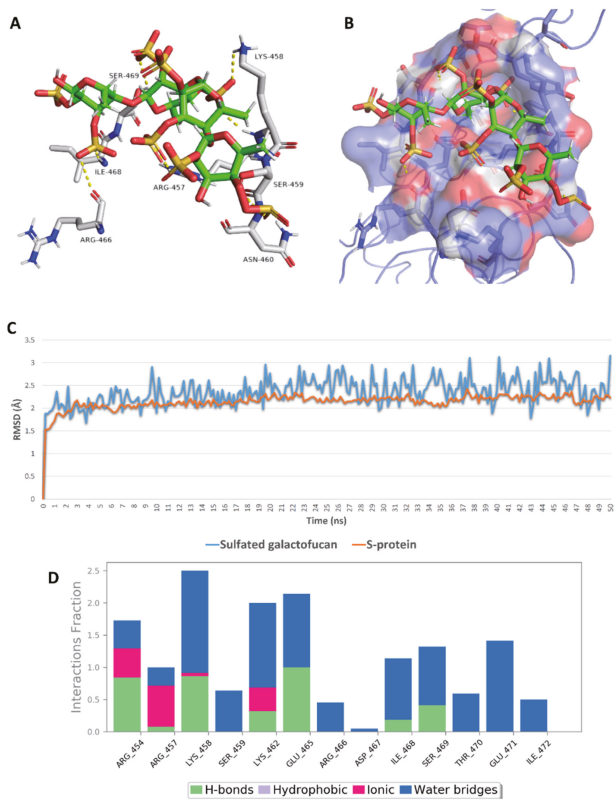 A
B
LYS-458
SER-469
ILE-468
ARG-457
SER-459
ARG-466
ASN-460
C
3.5
3
2.5
2
1.5
1
0.5
0
RMSD (Å)
0 1 2 3 4 5 6 7 8 9 10 11 12 13 14 15 16 17 18 19 20 21 22 23 24 25 26 27 28 29 30 31 32 33 34 35 36 37 38 39 40 41 42 43 44 45 46 47 48 49 50
Time (ns)
Sulfated galactofucan S-protein
D
2.5
2.0
1.5
1.0
0.5
0.0
Interactions Fraction
ARG_454 ARG_457 LYS_458 SER_459 LYS_462 GLU_465 ARG_466 ASP_467 ILE_468 SER_469 THR_470 GLU_471 ILE_472
H-bonds Hydrophobic Ionic Water bridges